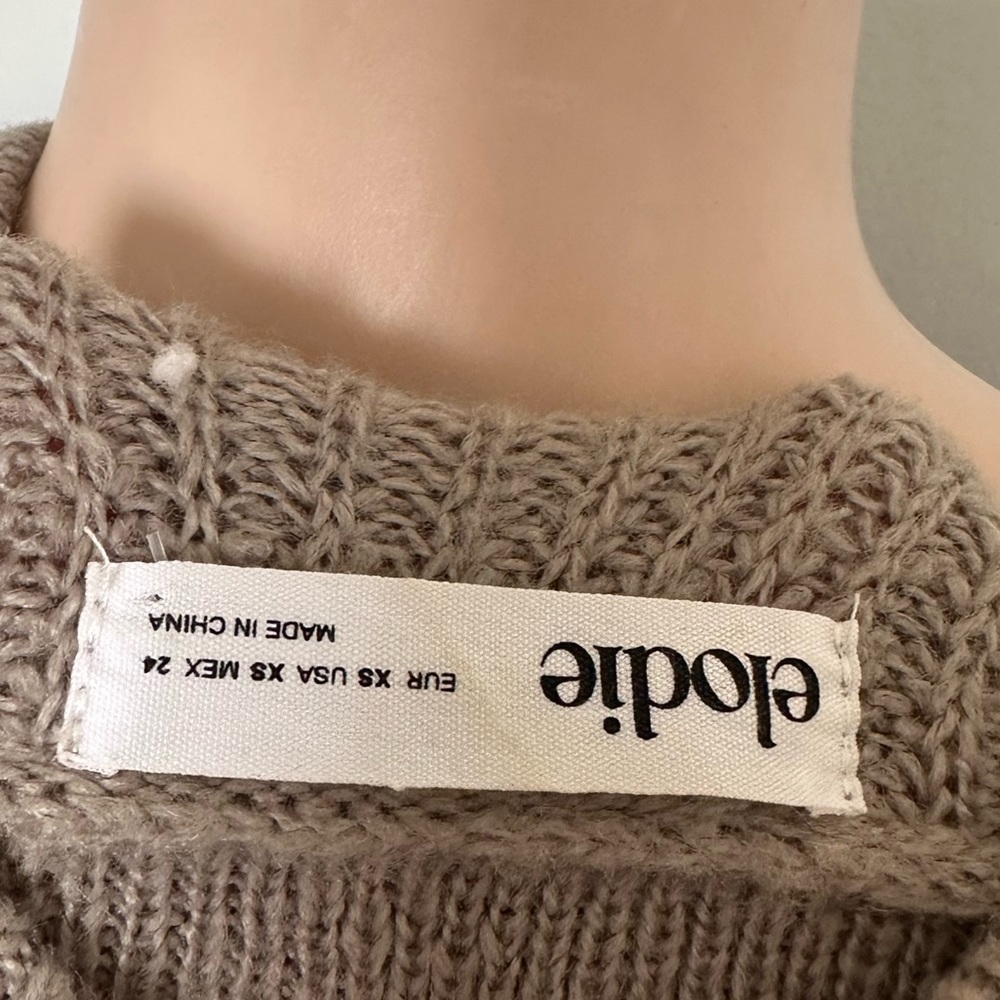 elodie
EUR XS USA XS MEX 24
MADE IN CHINA